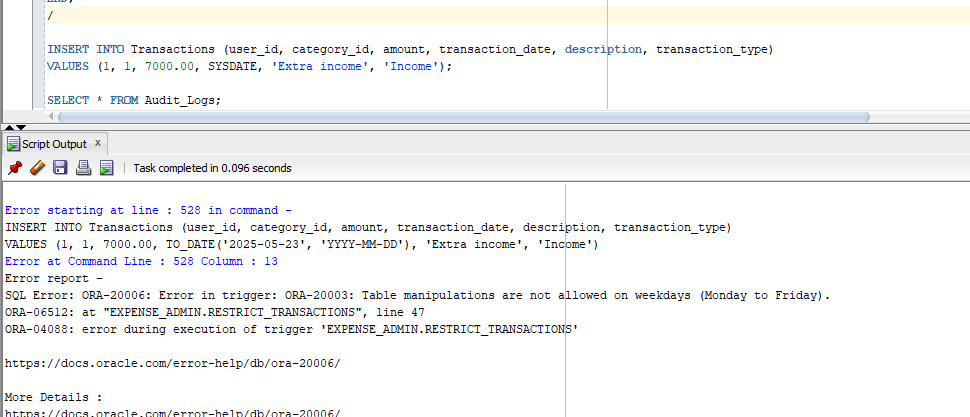 END;
/
INSERT INTO Transactions (user_id, category_id, amount, transaction_date, description, transaction_type)
VALUES (1, 1, 7000.00, SYSDATE, 'Extra income', 'Income');
SELECT * FROM Audit_Logs;
Script Output x
Task completed in 0.096 seconds
Error starting at line : 528 in command -
INSERT INTO Transactions (user_id, category_id, amount, transaction_date, description, transaction_type)
VALUES (1, 1, 7000.00, TO_DATE('2025-05-23', 'YYYY-MM-DD'), 'Extra income', 'Income')
Error at Command Line : 528 Column : 13
Error report -
SQL Error: ORA-20006: Error in trigger: ORA-20003: Table manipulations are not allowed on weekdays (Monday to Friday).
ORA-06512: at "EXPENSE_ADMIN.RESTRICT_TRANSACTIONS", line 47
ORA-04088: error during execution of trigger 'EXPENSE_ADMIN.RESTRICT_TRANSACTIONS'
https://docs.oracle.com/error-help/db/ora-20006/
More Details :
https://docs.oracle.com/error-help/db/ora-20006/